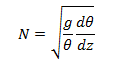 N = √(g/θ dθ/dz)